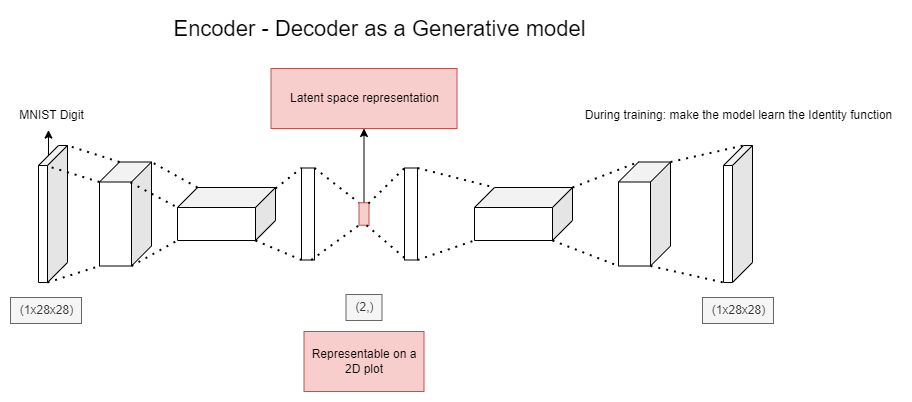 Encoder - Decoder as a Generative model
Latent space representation
MNIST Digit
During training: make the model learn the Identity function
(1x28x28)
(2,)
(1x28x28)
Representable on a
2D plot